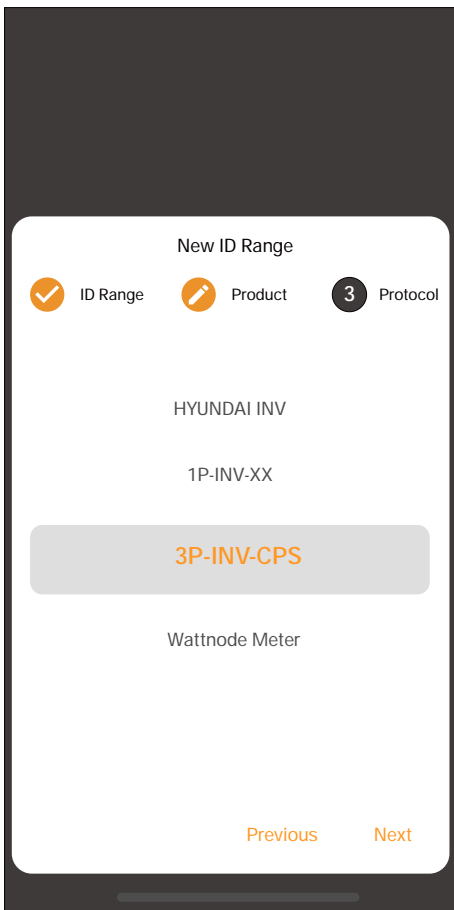 New ID Range
ID Range Product 3 Protocol
HYUNDAI INV
1P-INV-XX
3P-INV-CPS
Wattnode Meter
Previous Next